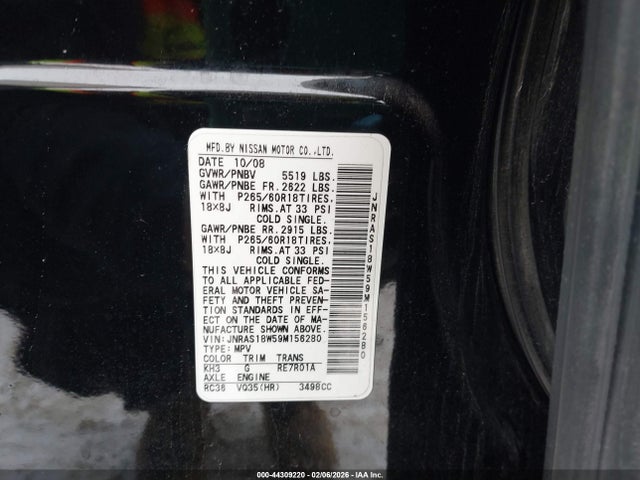 MFD.BY NISSAN MOTOR CO.,LTD.
DATE 10/08
GVWR/PNBV 5519 LBS.
GAWR/PNBE FR.2622 LBS.
WITH P265/60R18TIRES.
18X8J RIMS.AT 33 PSI
COLD SINGLE.
GAWR/PNBE RR.2915 LBS.
WITH P265/60R18TIRES.
18X8J RIMS.AT 33 PSI
COLD SINGLE.
THIS VEHICLE CONFORMS
TO ALL APPLICABLE FED-
ERAL MOTOR VEHICLE SA-
FETY AND THEFT PREVEN-
TION STANDARDS IN EFF-
ECT ON THE DATE OF MA-
NUFACTURE SHOWN ABOVE.
VIN:JNRAS18W59M156280
TYPE:MPV
COLOR TRIM TRANS
KH3 G RE7R01A
AXLE ENGINE
RC36 VQ35(HR) 3498CC
JNRAS18W59M156280
000-44309220 - 02/06/2026 - IAA Inc.